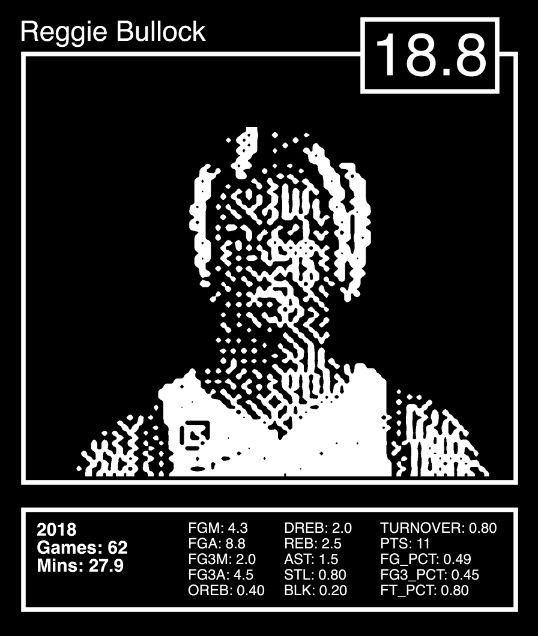 Reggie Bullock
18.8
2018
Games: 62
Mins: 27.9
FGM: 4.3
FGA: 8.8
FG3M: 2.0
FG3A: 4.5
OREB: 0.40
DREB: 2.0
REB: 2.5
AST: 1.5
STL: 0.80
BLK: 0.20
TURNOVER: 0.80
PTS: 11
FG_PCT: 0.49
FG3_PCT: 0.45
FT_PCT: 0.80